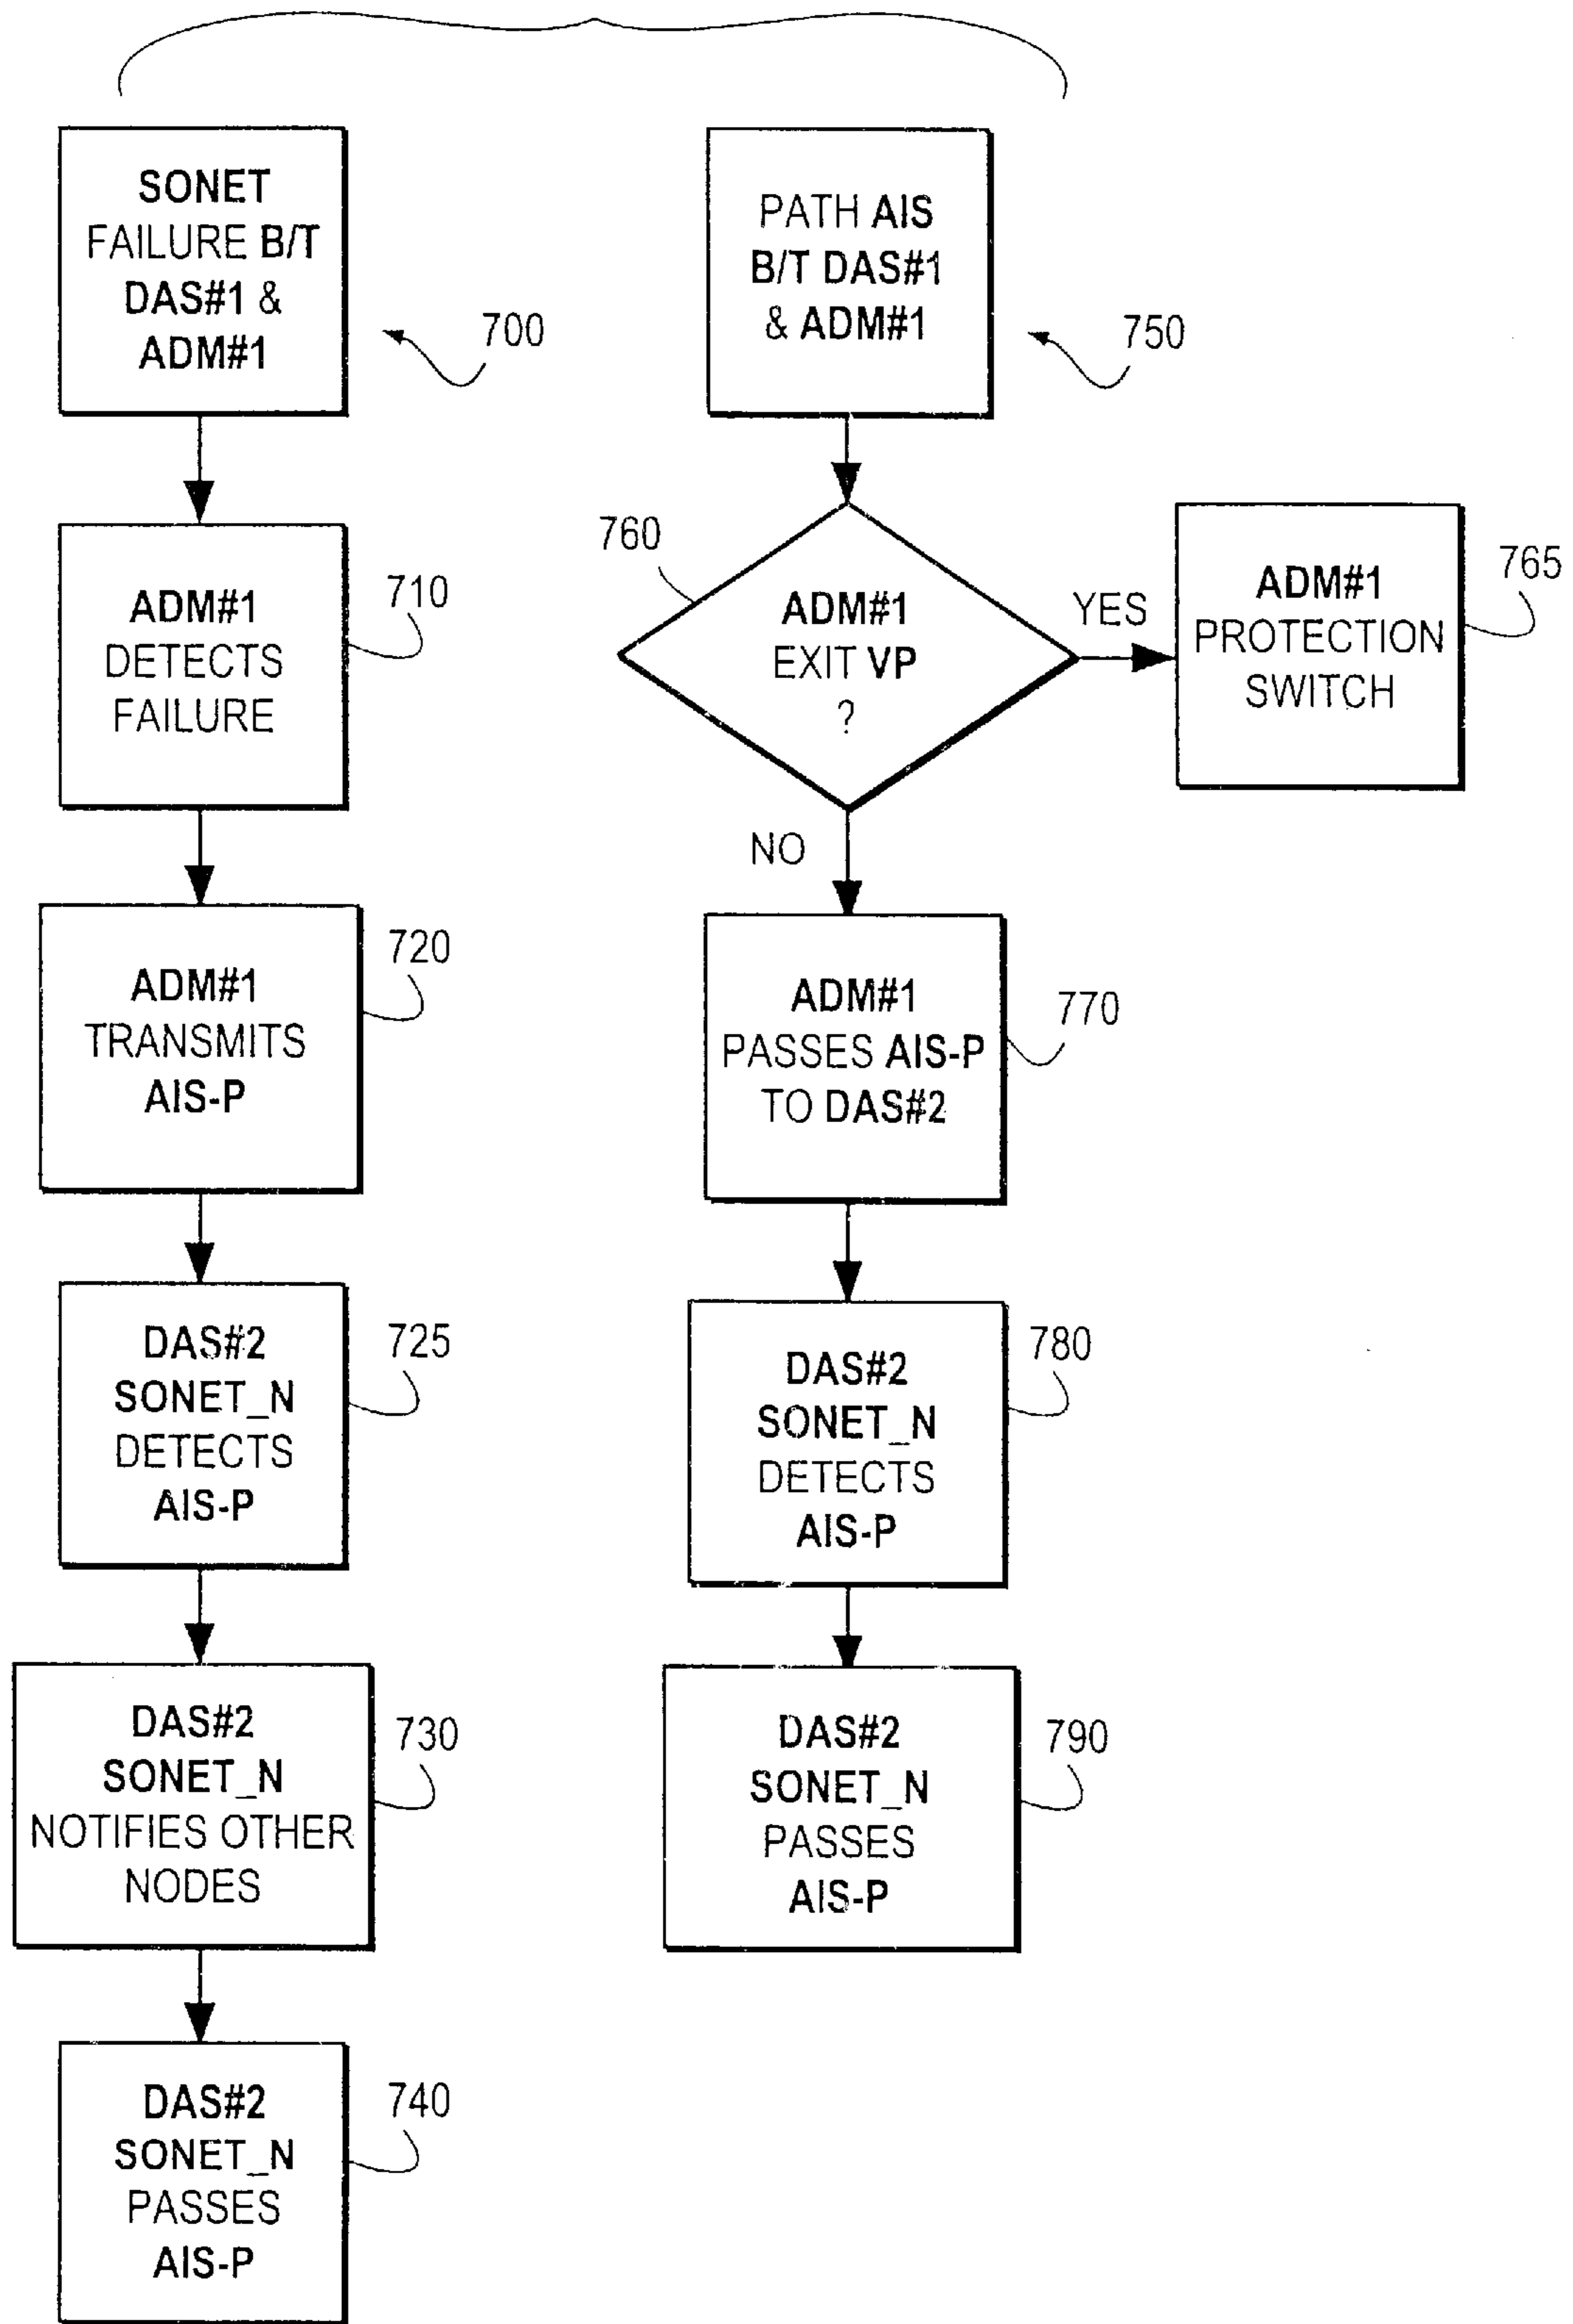 SONET
FAILURE B/T
DAS#1 &
ADM#1
700
ADM#1
DETECTS
FAILURE
710
ADM#1
TRANSMITS
AIS-P
720
DAS#2
SONET_N
DETECTS
AIS-P
725
DAS#2
SONET_N
NOTIFIES OTHER
NODES
730
DAS#2
SONET_N
PASSES
AIS-P
740
PATH AIS
B/T DAS#1
& ADM#1
750
760
ADM#1
EXIT VP
?
YES
ADM#1
PROTECTION
SWITCH
765
NO
ADM#1
PASSES AIS-P
TO DAS#2
770
DAS#2
SONET_N
DETECTS
AIS-P
780
DAS#2
SONET_N
PASSES
AIS-P
790